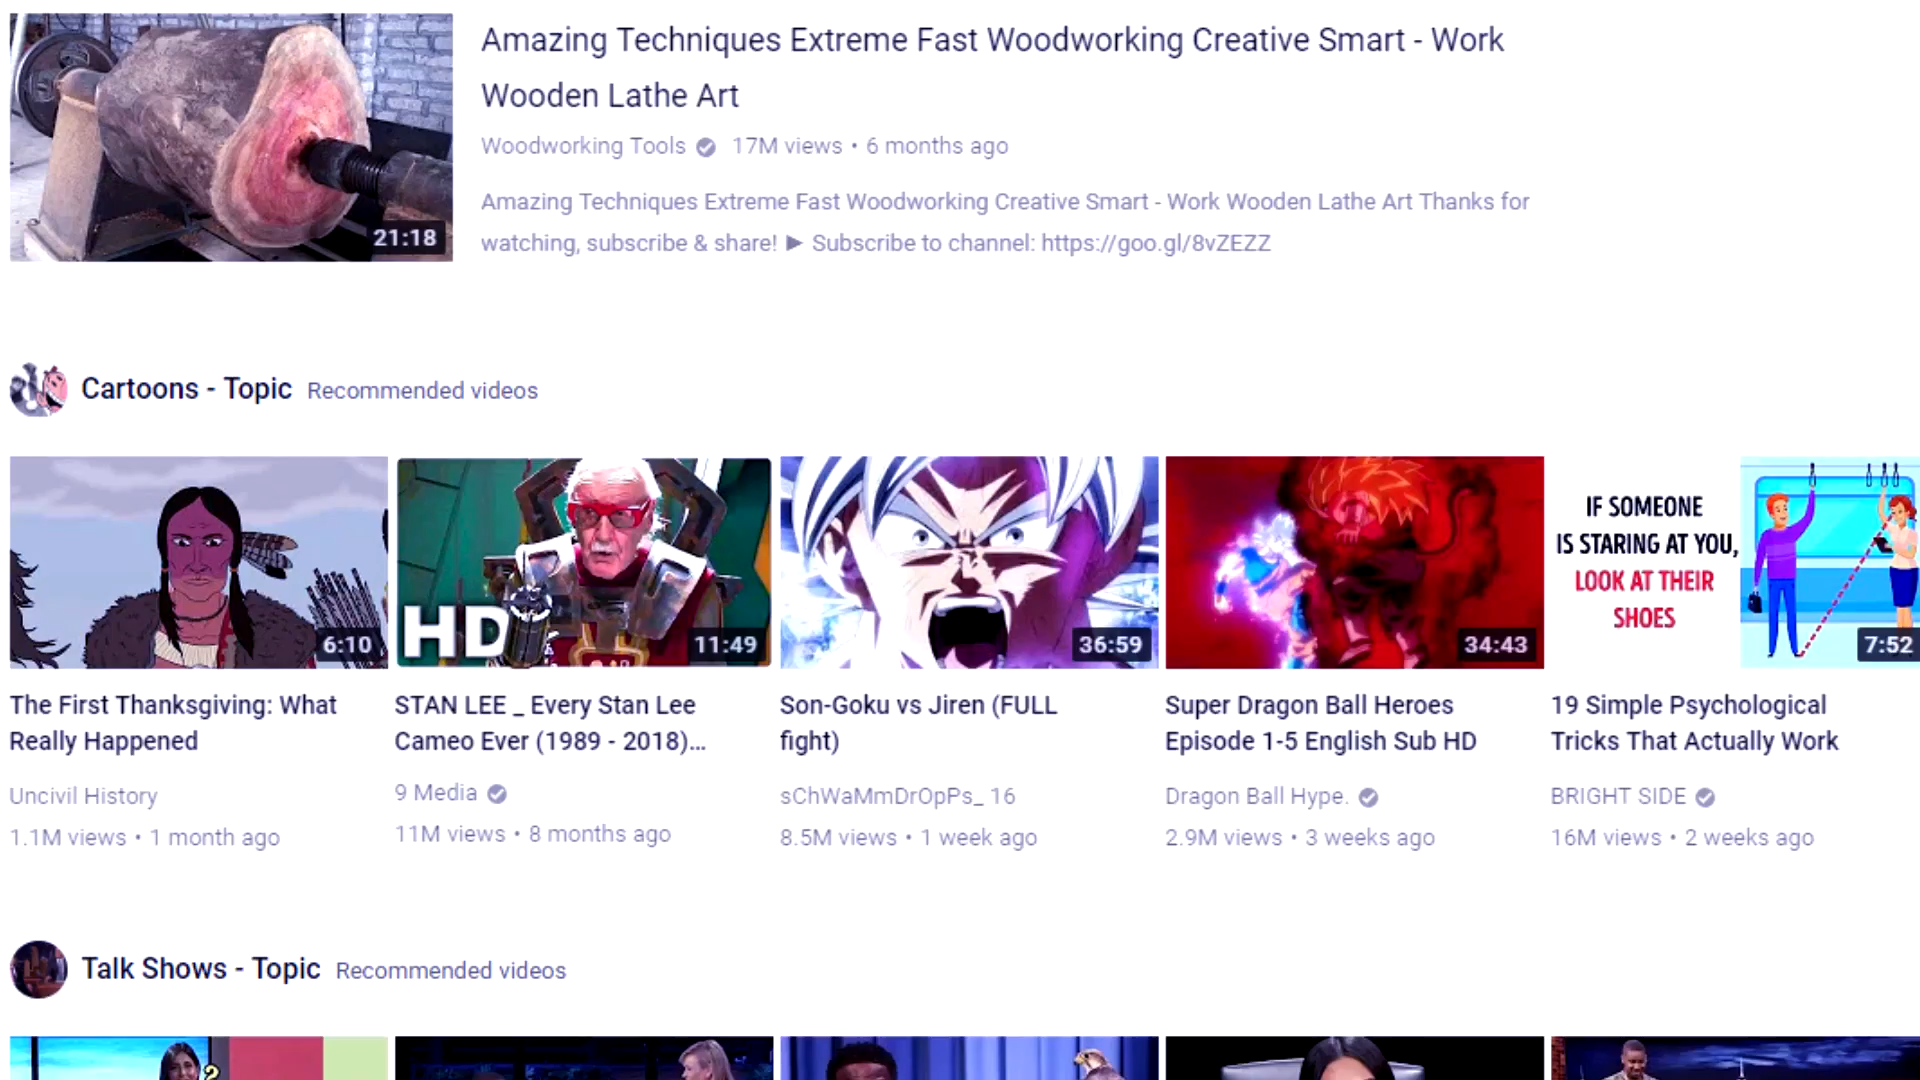 Amazing Techniques Extreme Fast Woodworking Creative Smart - Work
Wooden Lathe Art
Woodworking Tools 17M views • 6 months ago
Amazing Techniques Extreme Fast Woodworking Creative Smart - Work Wooden Lathe Art Thanks for
watching, subscribe & share! ► Subscribe to channel: https://goo.gl/8vZEZZ
21:18
Cartoons - Topic Recommended videos
6:10
HD
11:49
36:59
34:43
IF SOMEONE
IS STARING AT YOU,
LOOK AT THEIR
SHOES
7:52
The First Thanksgiving: What
Really Happened
Uncivil History
1.1M views • 1 month ago
STAN LEE _ Every Stan Lee
Cameo Ever (1989 - 2018)...
9 Media
11M views • 8 months ago
Son-Goku vs Jiren (FULL
fight)
sChWaMmDrOpPs_ 16
8.5M views • 1 week ago
Super Dragon Ball Heroes
Episode 1-5 English Sub HD
Dragon Ball Hype.
2.9M views • 3 weeks ago
19 Simple Psychological
Tricks That Actually Work
BRIGHT SIDE
16M views • 2 weeks ago
Talk Shows - Topic Recommended videos
?